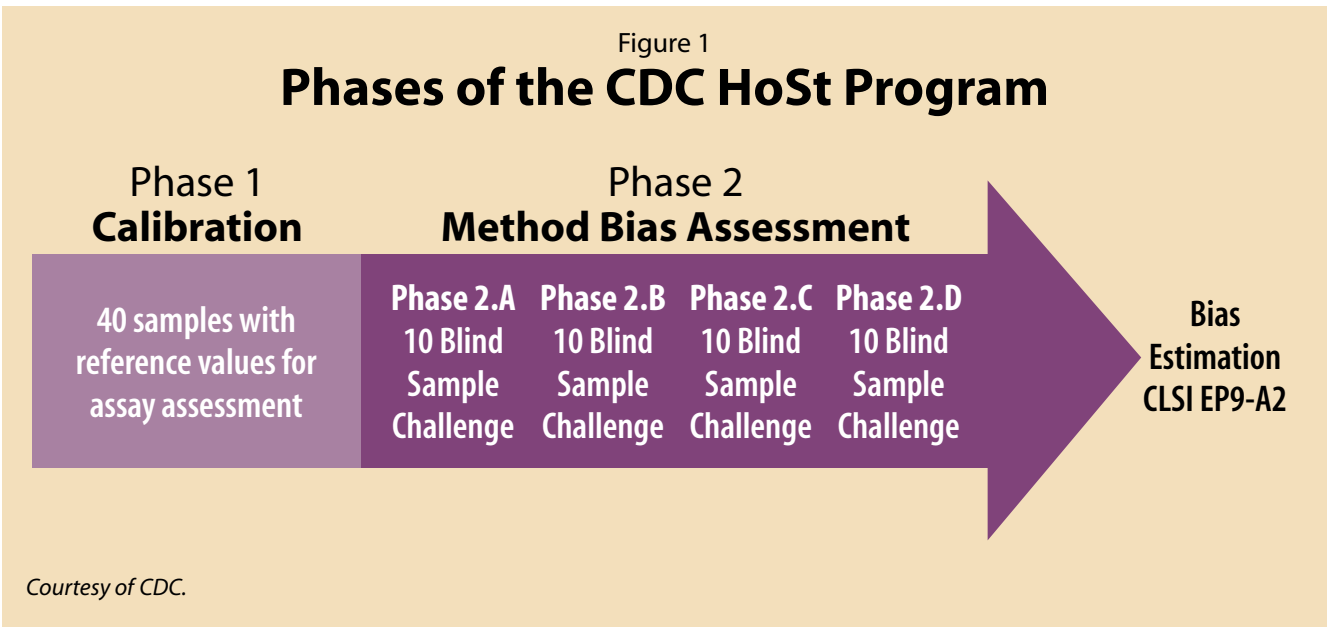 Figure 1
Phases of the CDC HoSt Program
Phase 1
Calibration
40 samples with
reference values for
assay assessment
Phase 2
Method Bias Assessment
Phase 2.A
10 Blind
Sample
Challenge
Phase 2.B
10 Blind
Sample
Challenge
Phase 2.C
10 Blind
Sample
Challenge
Phase 2.D
10 Blind
Sample
Challenge
Bias
Estimation
CLSI EP9-A2
Courtesy of CDC.